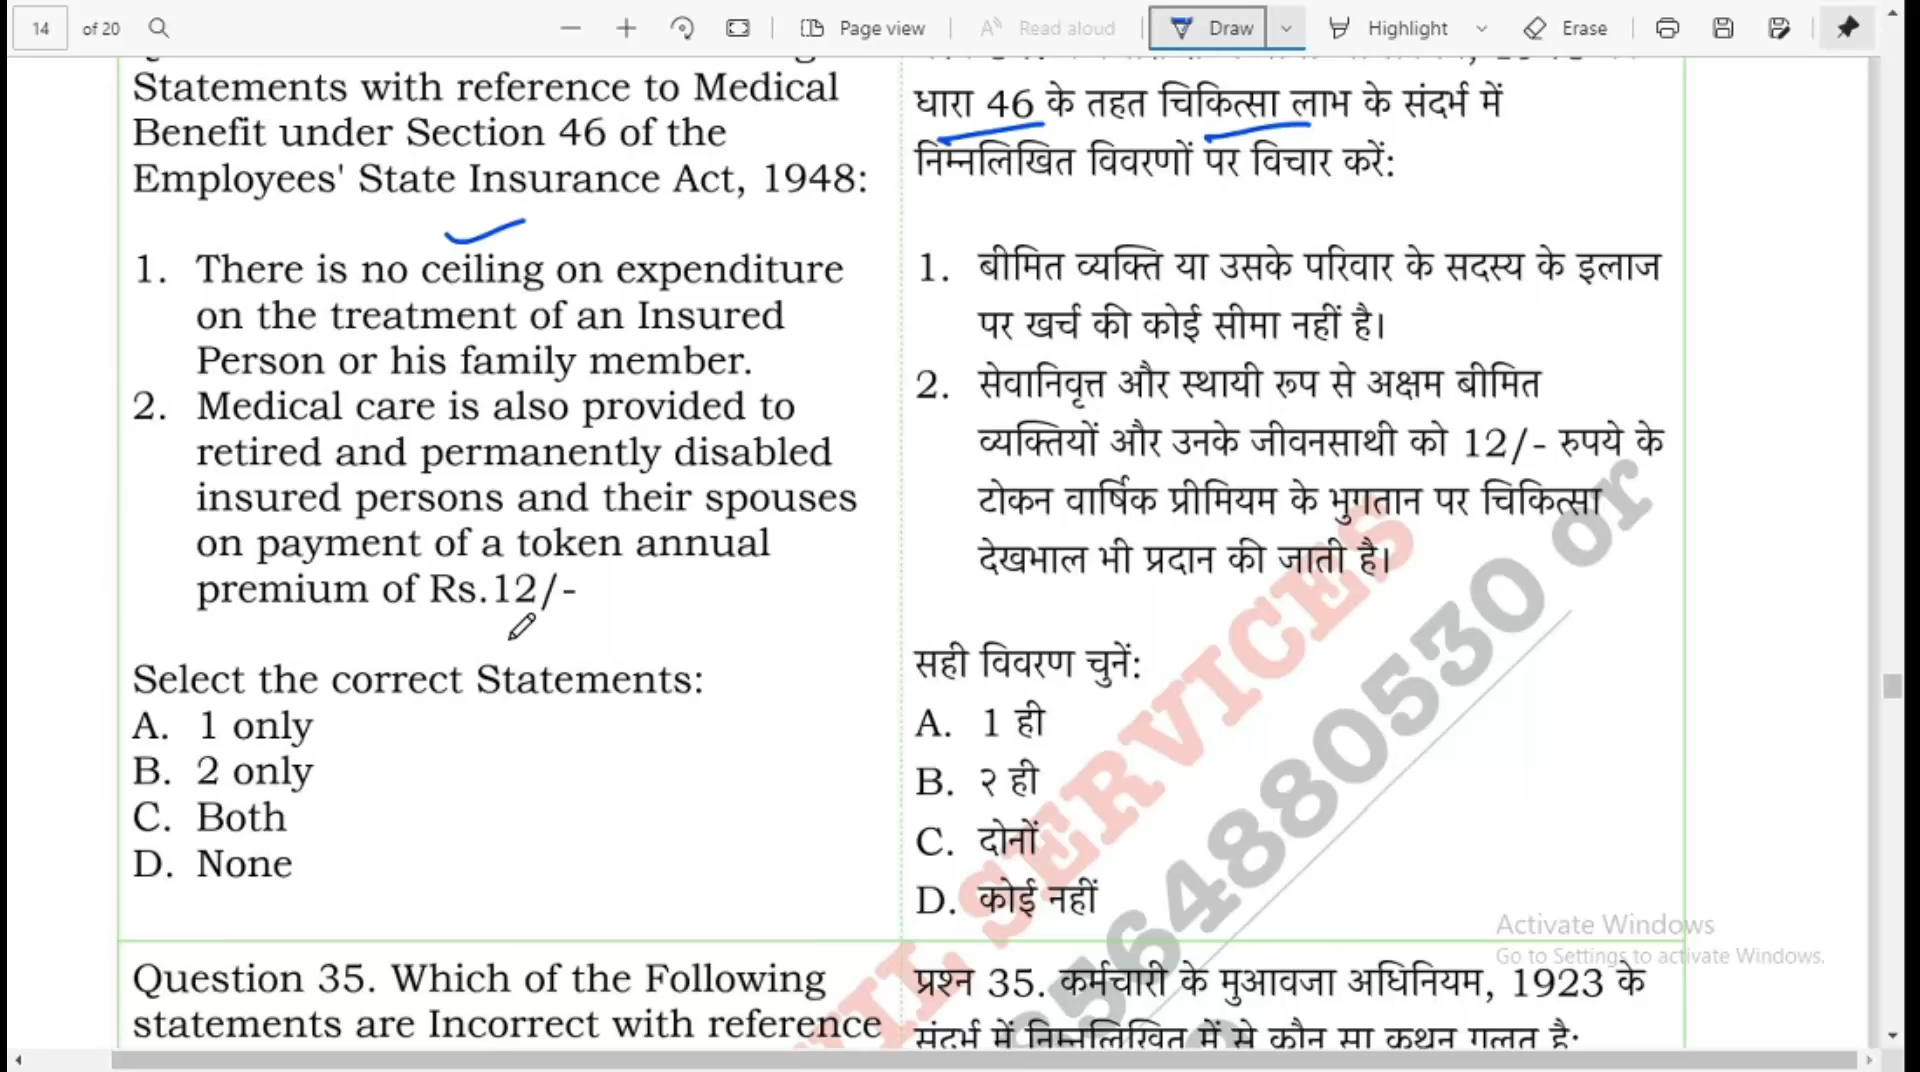 14 of 20 Page view Read aloud Draw Highlight Erase
Statements with reference to Medical
Benefit under Section 46 of the
Employees' State Insurance Act, 1948:
1. There is no ceiling on expenditure
on the treatment of an Insured
Person or his family member.
2. Medical care is also provided to
retired and permanently disabled
insured persons and their spouses
on payment of a token annual
premium of Rs.12/-
Select the correct Statements:
A. 1 only
B. 2 only
C. Both
D. None
Question 35. Which of the Following
statements are Incorrect with reference
धारा 46 के तहत चिकित्सा लाभ के संदर्भ में
निम्नलिखित विवरणों पर विचार करें:
1. बीमित व्यक्ति या उसके परिवार के सदस्य के इलाज
पर खर्च की कोई सीमा नहीं है।
2. सेवानिवृत्त और स्थायी रूप से अक्षम बीमित
व्यक्तियों और उनके जीवनसाथी को 12/- रुपये के
टोकन वार्षिक प्रीमियम के भुगतान पर चिकित्सा
देखभाल भी प्रदान की जाती है।
सही विवरण चुनें:
A. 1 ही
B. २ ही
C. दोनों
D. कोई नहीं
प्रश्न 35. कर्मचारी के मुआवजा अधिनियम, 1923 के
संदर्भ में निम्नलिखित में से कौन सा कथन गलत है:
SERVICES
564880530 or
Activate Windows
Go to Settings to activate Windows.